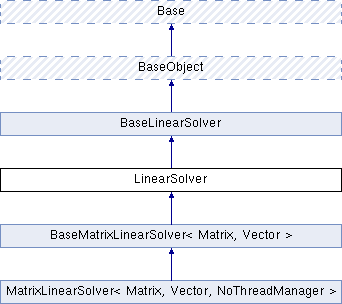 Base
BaseObject
BaseLinearSolver
LinearSolver
BaseMatrixLinearSolver< Matrix, Vector >
MatrixLinearSolver< Matrix, Vector, NoThreadManager >